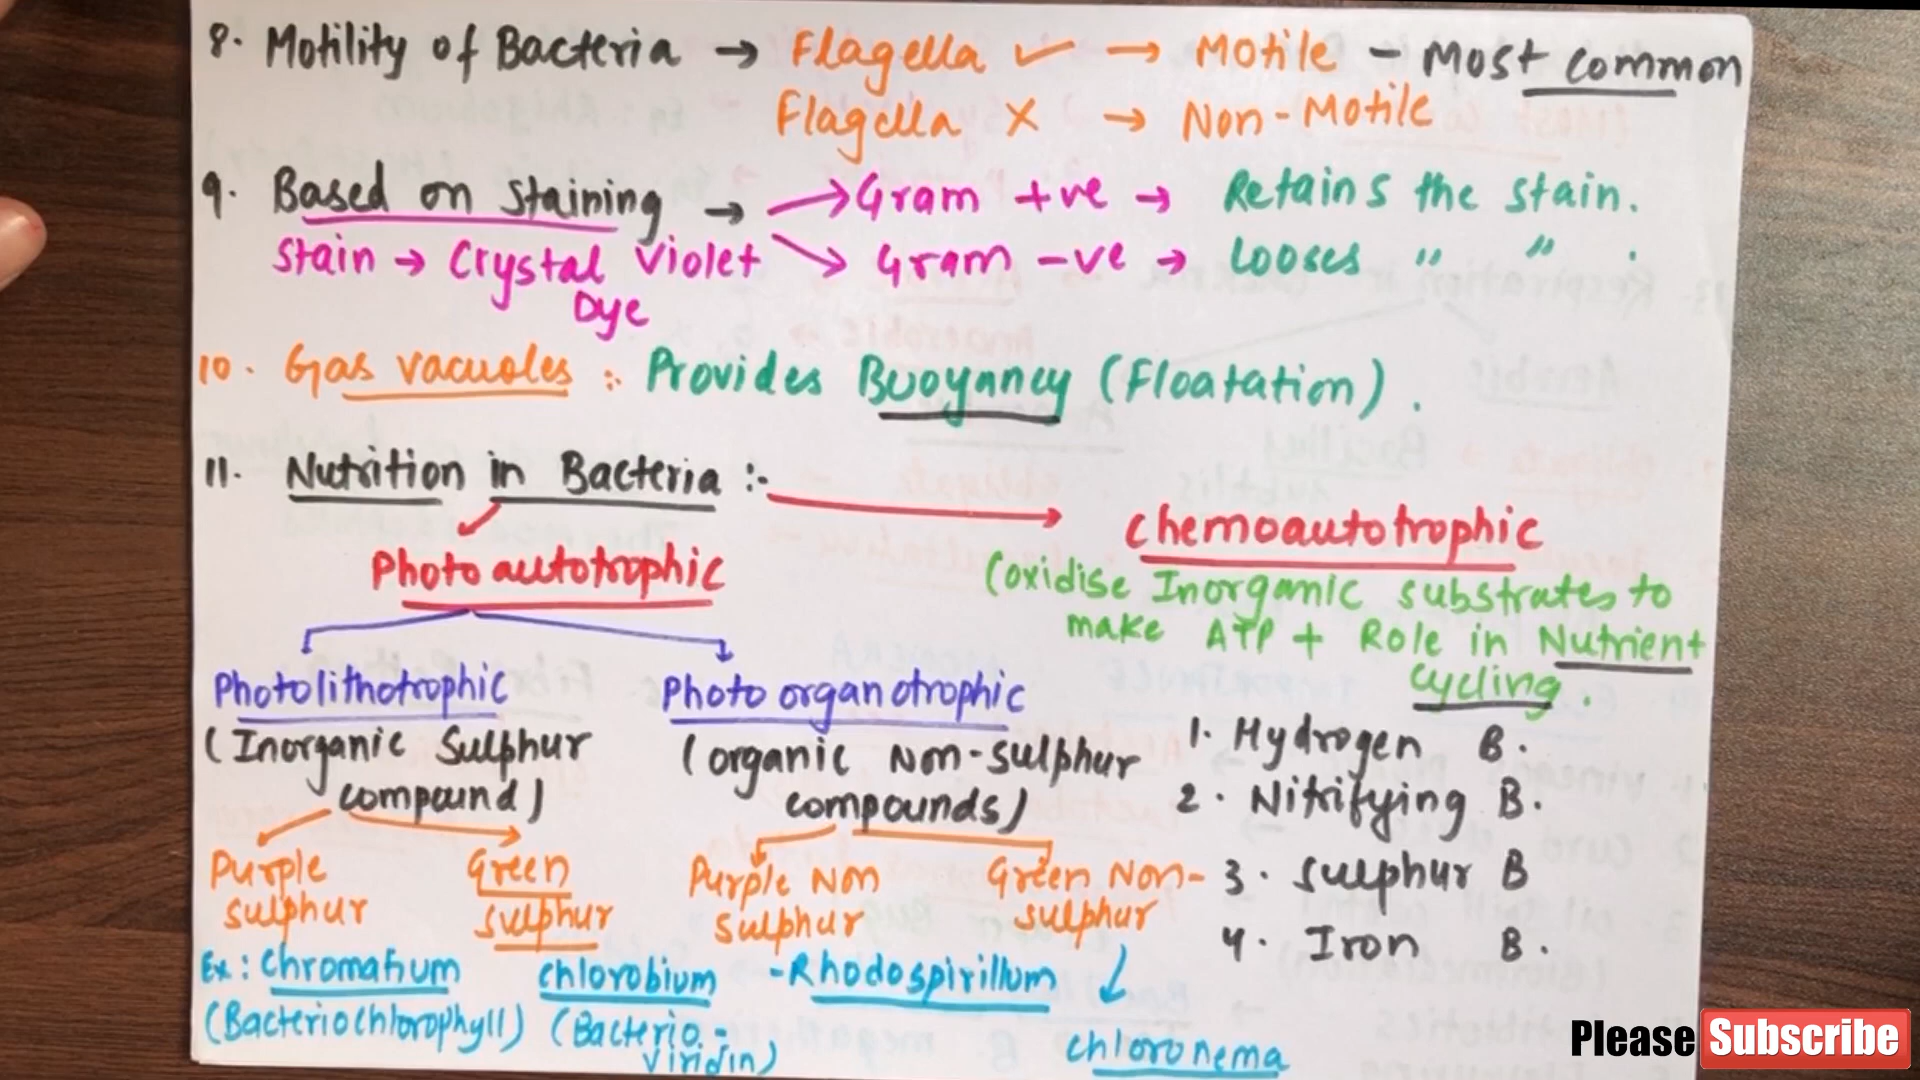 8. Motility of Bacteria → Flagella ✓ → Motile - Most common
Flagella × → Non-Motile
9. Based on Staining → Gram +ve → Retains the stain.
Stain → Crystal Violet Dye
Gram -ve → Looses " " .
10. Gas vacuoles :- Provides Buoyancy (Floatation).
11. Nutrition in Bacteria :-
Photoautotrophic
Chemoautotrophic
(oxidise Inorganic substrates to
make ATP + Role in Nutrient
cycling.
Photolithotrophic
(Inorganic Sulphur
compound)
Photo organotrophic
(organic Non-sulphur
compounds)
1. Hydrogen B.
2. Nitrifying B.
3. Sulphur B
4. Iron B.
Purple
sulphur
Green
sulphur
Purple Non
sulphur
Green Non-
sulphur
Ex: Chromatium
(Bacteriochlorophyll)
chlorobium
(Bacterio-
viridin)
-Rhodospirillum
chloronema
Please Subscribe